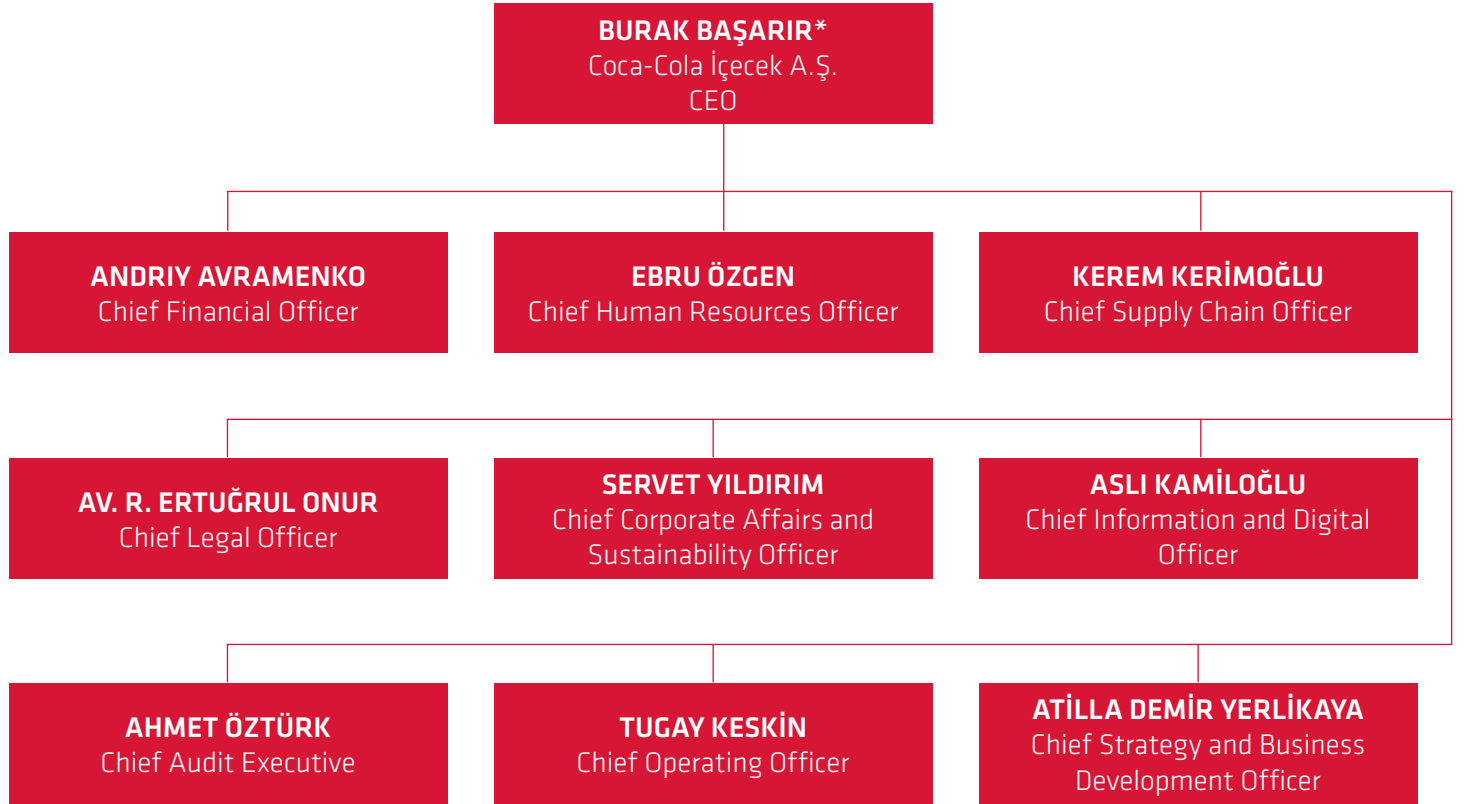 BURAK BAŞARIR*
Coca-Cola İçecek A.Ş.
CEO
ANDRIY AVRAMENKO
Chief Financial Officer
EBRU ÖZGEN
Chief Human Resources Officer
KEREM KERİMOĞLU
Chief Supply Chain Officer
AV. R. ERTUĞRUL ONUR
Chief Legal Officer
SERVET YILDIRIM
Chief Corporate Affairs and
Sustainability Officer
ASLI KAMİLOĞLU
Chief Information and Digital
Officer
AHMET ÖZTÜRK
Chief Audit Executive
TUGAY KESKİN
Chief Operating Officer
ATİLLA DEMİR YERLİKAYA
Chief Strategy and Business
Development Officer